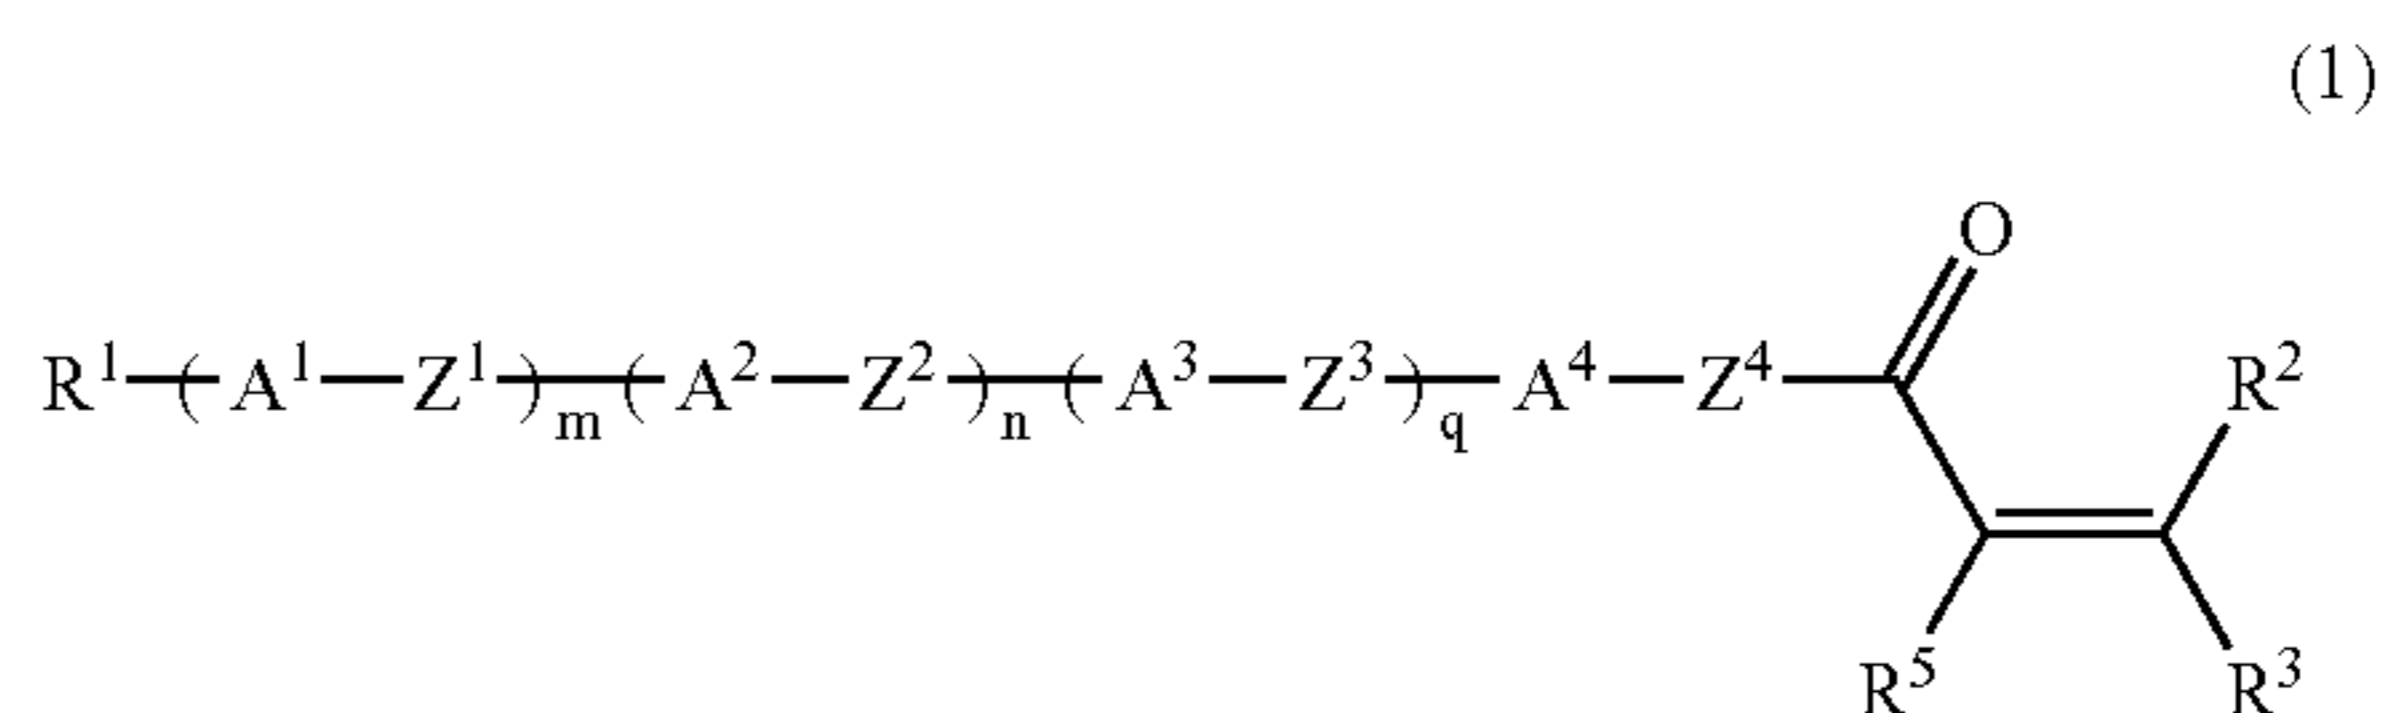 (1)
O
R¹—(A¹—Z¹)m(A²—Z²)n(A³—Z³)q—A⁴—Z⁴ R²
R⁵ R³